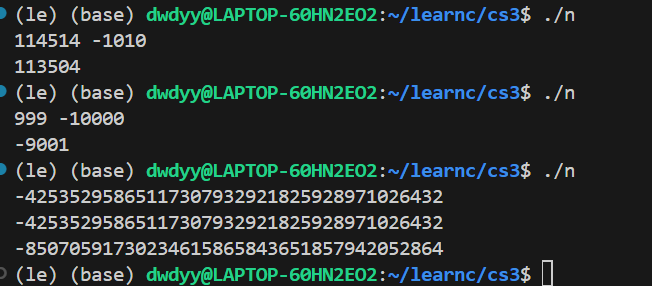 (le) (base) dwdyy@LAPTOP-60HN2EO2:~/learnc/cs3$ ./n
114514 -1010
113504
(le) (base) dwdyy@LAPTOP-60HN2EO2:~/learnc/cs3$ ./n
999 -10000
-9001
(le) (base) dwdyy@LAPTOP-60HN2EO2:~/learnc/cs3$ ./n
-42535295865117307932921825928971026432
-42535295865117307932921825928971026432
-85070591730234615865843651857942052864
(le) (base) dwdyy@LAPTOP-60HN2EO2:~/learnc/cs3$